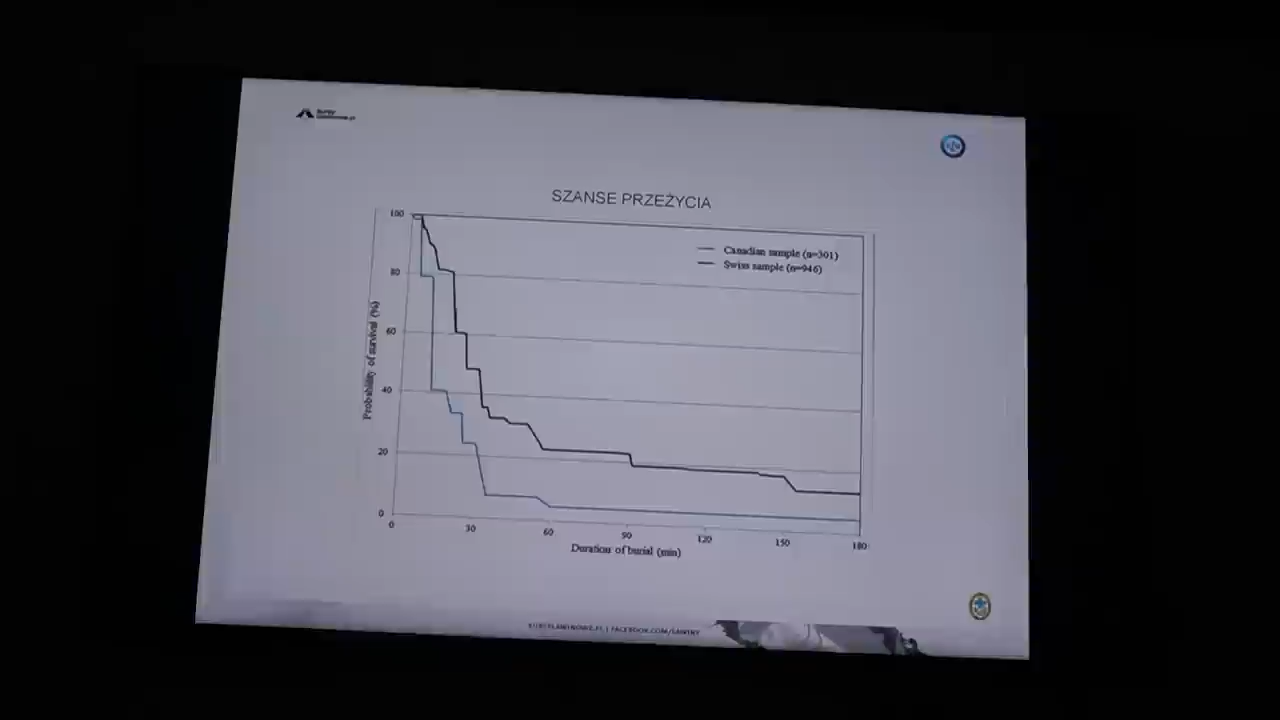 SZANSE PRZEŻYCIA
Canadian sample (n=301)
Swiss sample (n=946)
Probability of survival (%)
100
80
60
40
20
0
0 30 60 90 120 150 180
Duration of burial (min)